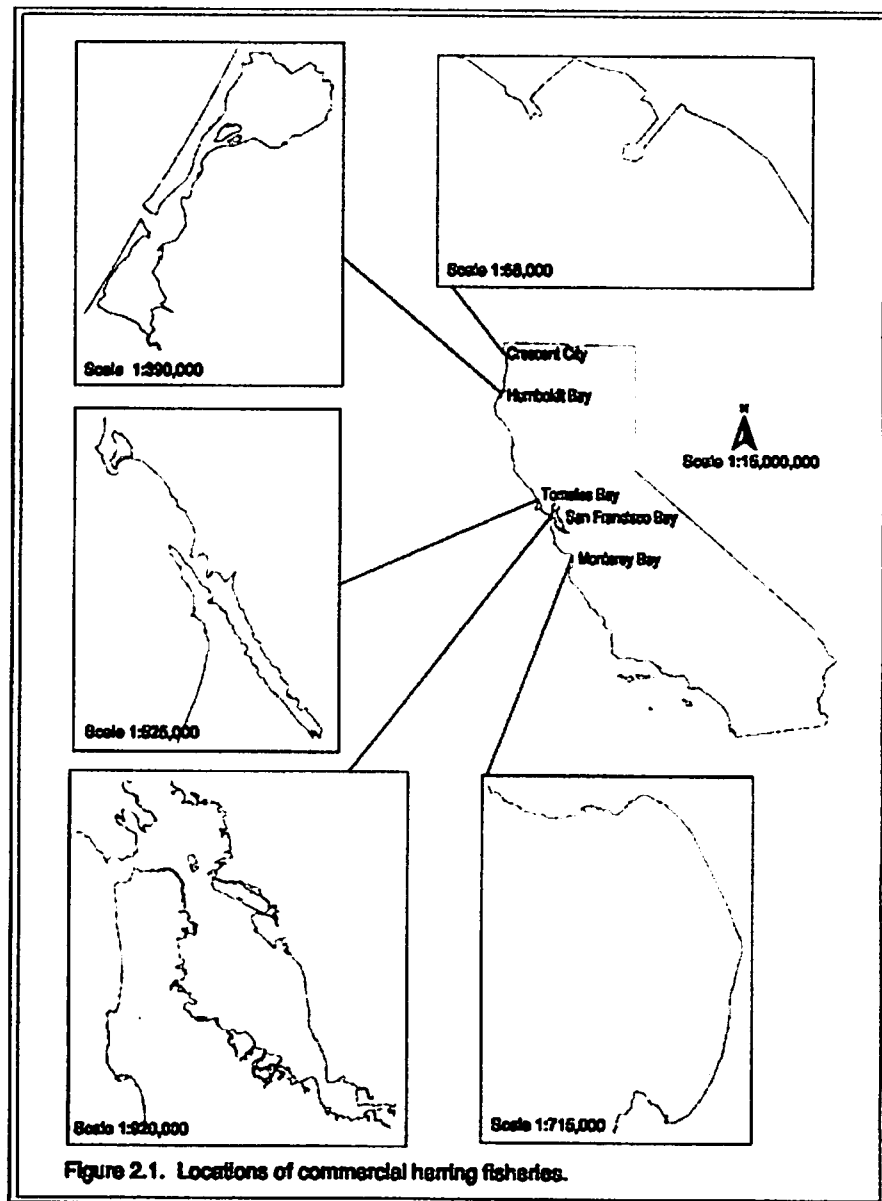 Scale 1:390,000
Scale 1:68,000
Crescent City
Humboldt Bay
N
Scale 1:15,000,000
Tomales Bay
San Francisco Bay
Monterey Bay
Scale 1:625,000
Scale 1:920,000
Scale 1:715,000
Figure 2.1. Locations of commercial herring fisheries.